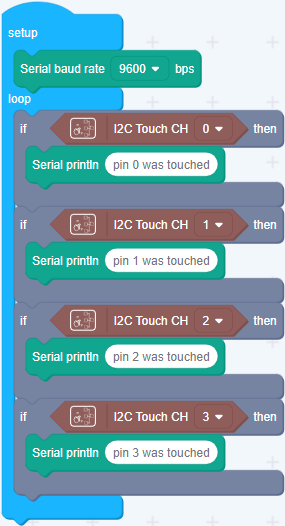 setup
Serial baud rate 9600 bps
loop
if I2C Touch CH 0 then
Serial println pin 0 was touched
if I2C Touch CH 1 then
Serial println pin 1 was touched
if I2C Touch CH 2 then
Serial println pin 2 was touched
if I2C Touch CH 3 then
Serial println pin 3 was touched